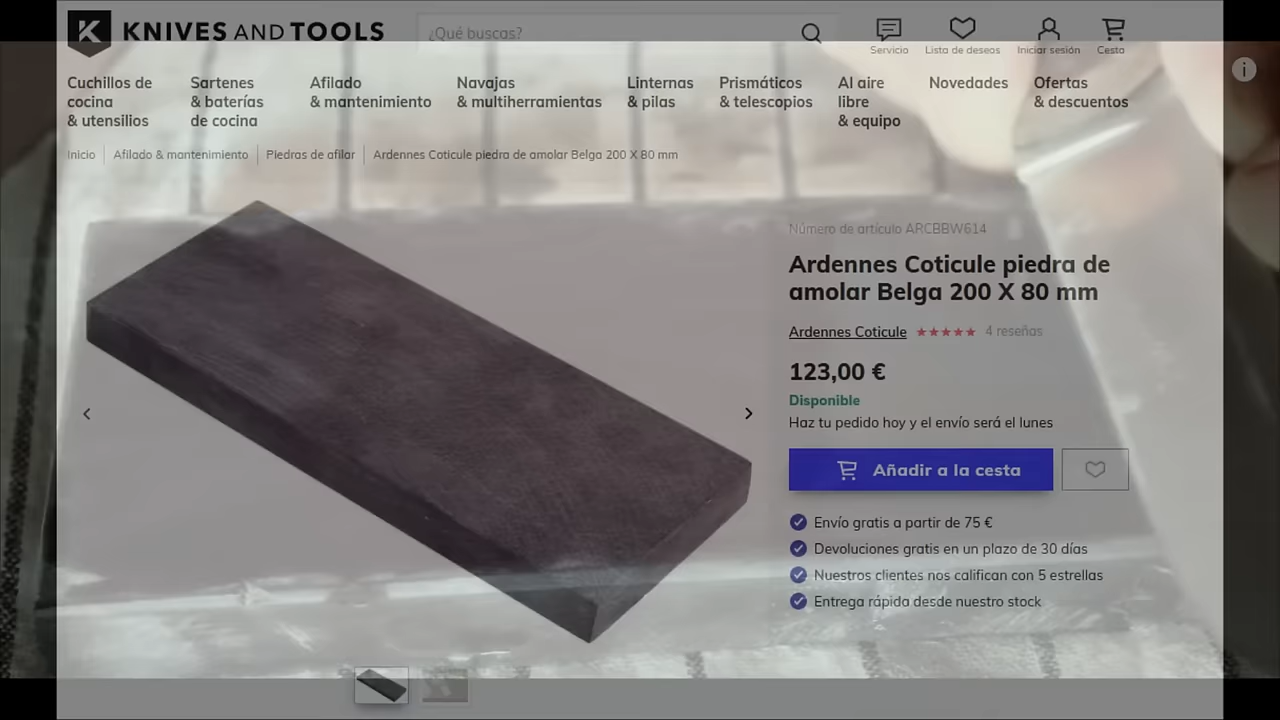 KNIVES AND TOOLS
¿Qué buscas?
Servicio
Lista de deseos
Iniciar sesión
Cesta
Cuchillos de
cocina
& utensilios
Sartenes
& baterías
de cocina
Afilado
& mantenimiento
Navajas
& multiherramientas
Linternas
& pilas
Prismáticos
& telescopios
Al aire
libre
& equipo
Novedades
Ofertas
& descuentos
Inicio
Afilado & mantenimiento
Piedras de afilar
Ardennes Coticule piedra de amolar Belga 200 X 80 mm
Número de artículo ARCBBW614
Ardennes Coticule piedra de
amolar Belga 200 X 80 mm
Ardennes Coticule ★★★★★ 4 reseñas
123,00 €
Disponible
Haz tu pedido hoy y el envío será el lunes
Añadir a la cesta
Envío gratis a partir de 75 €
Devoluciones gratis en un plazo de 30 días
Nuestros clientes nos califican con 5 estrellas
Entrega rápida desde nuestro stock